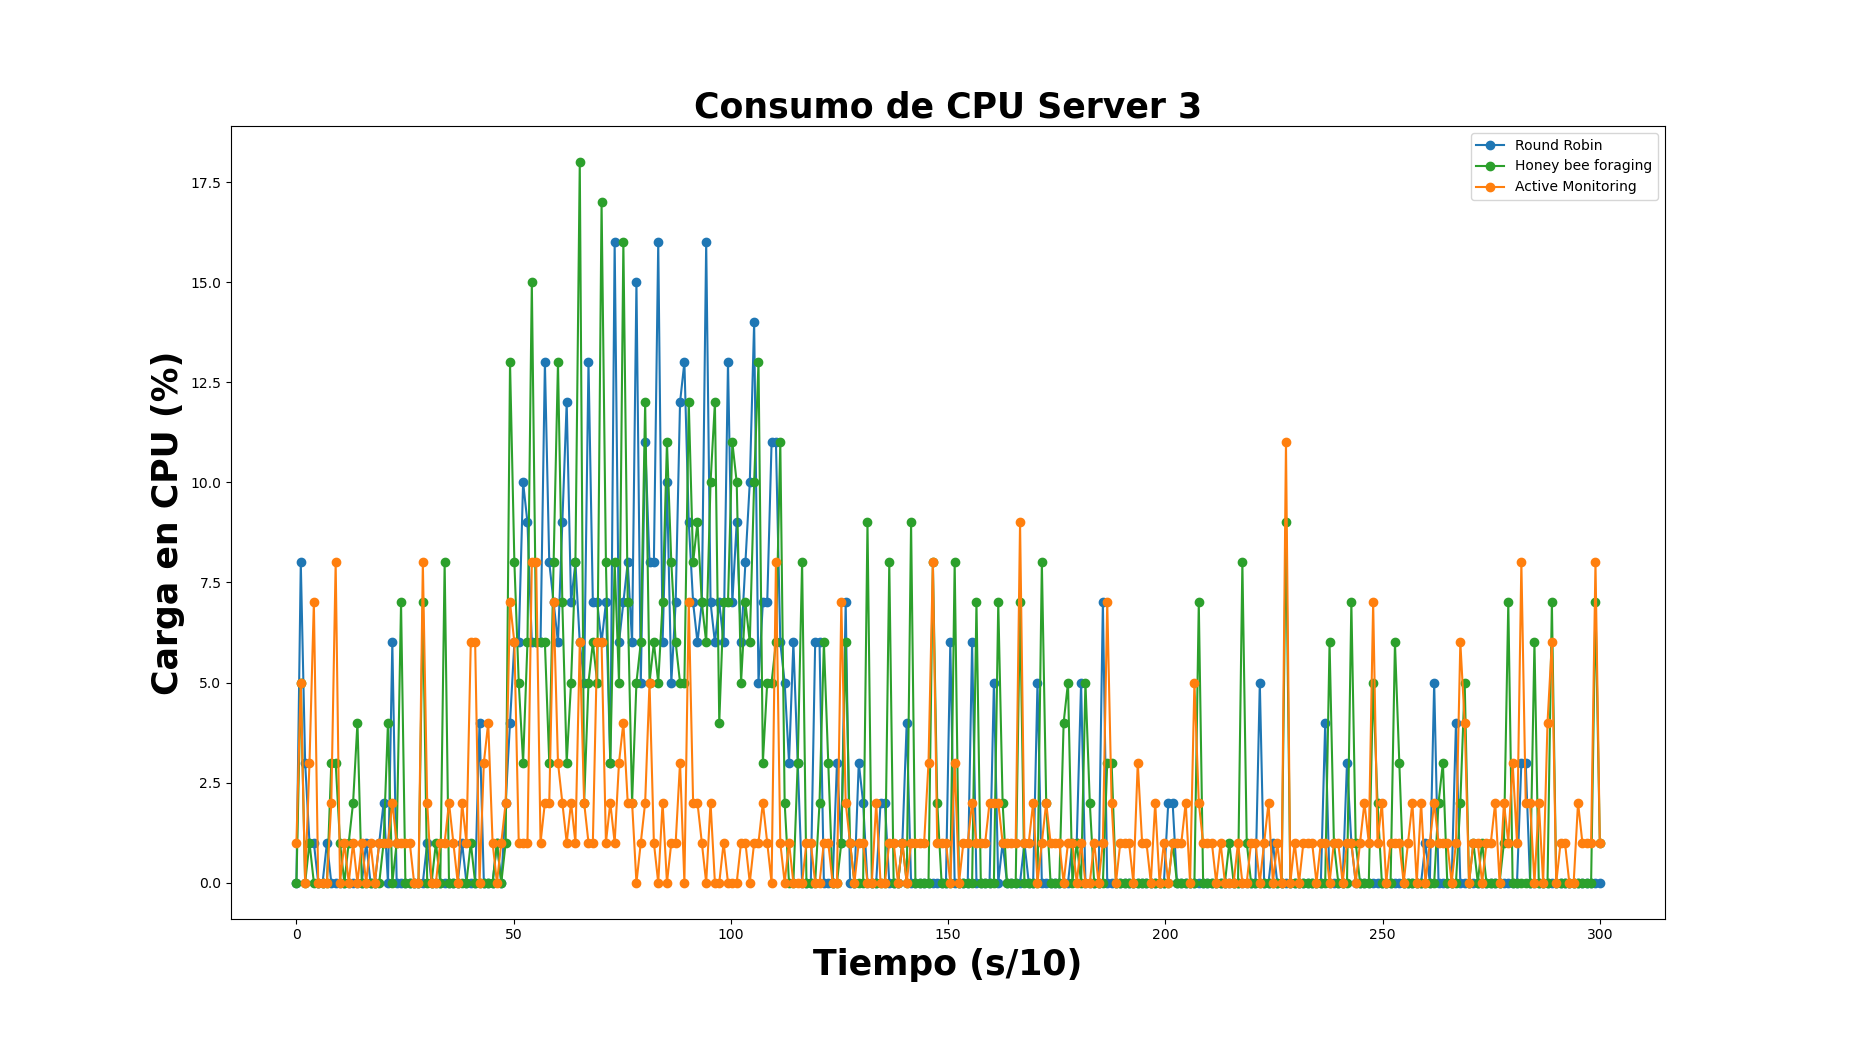 Consumo de CPU Server 3
Round Robin
Honey bee foraging
Active Monitoring
Carga en CPU (%)
17.5
15.0
12.5
10.0
7.5
5.0
2.5
0.0
0 50 100 150 200 250 300
Tiempo (s/10)